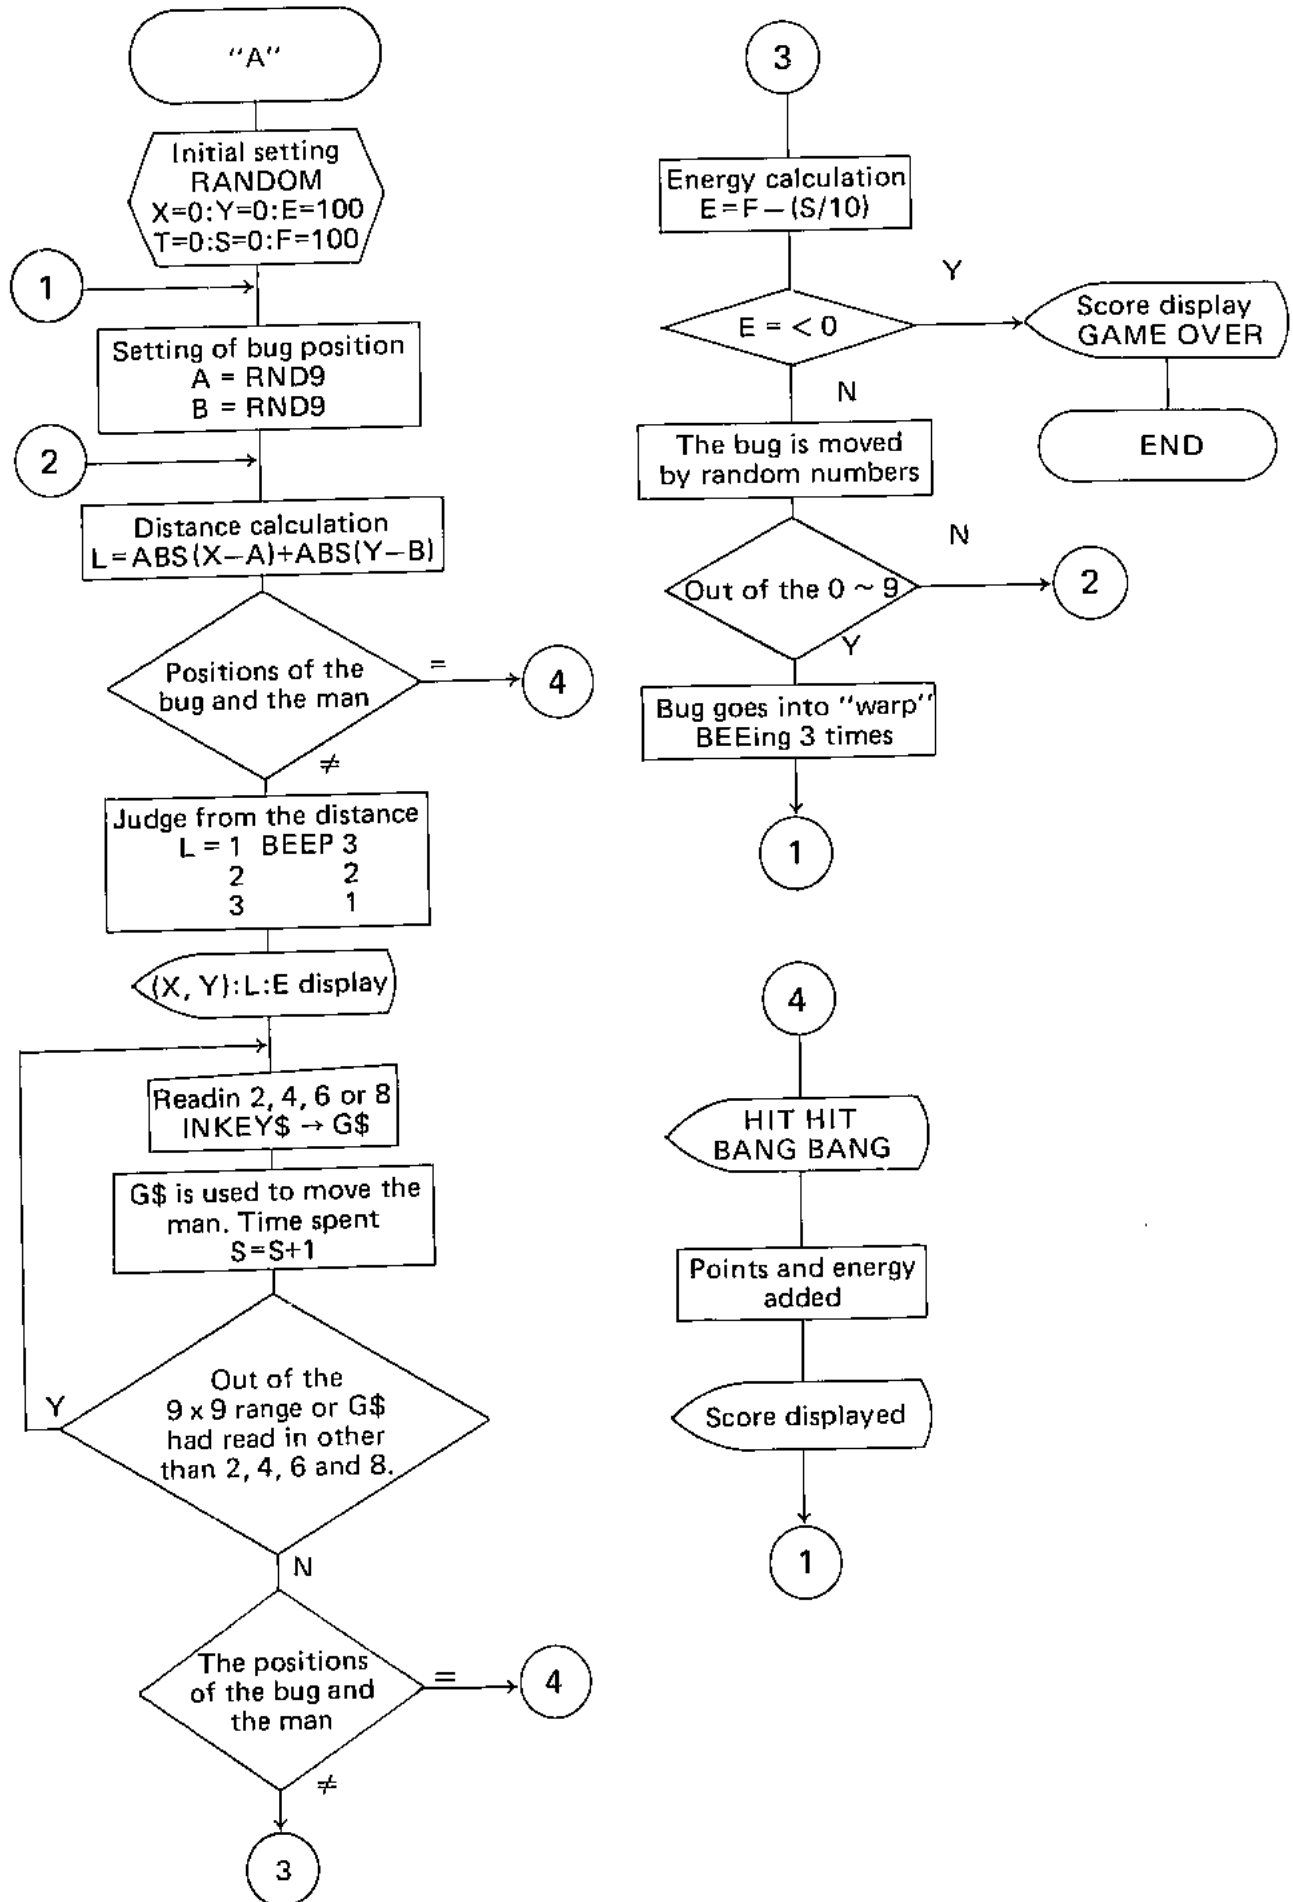 "A"
Initial setting
RANDOM
X=0:Y=0:E=100
T=0:S=0:F=100
1
Setting of bug position
A = RND9
B = RND9
2
Distance calculation
L=ABS(X−A)+ABS(Y−B)
Positions of the
bug and the man
=
4
≠
Judge from the distance
L = 1 BEEP 3
2 2
3 1
(X, Y):L:E display
Readin 2, 4, 6 or 8
INKEY$ → G$
G$ is used to move the
man. Time spent
S=S+1
Out of the
9 x 9 range or G$
had read in other
than 2, 4, 6 and 8.
Y
N
The positions
of the bug and
the man
=
4
≠
3
3
Energy calculation
E=F−(S/10)
E = < 0
Y
Score display
GAME OVER
END
N
The bug is moved
by random numbers
Out of the 0 ~ 9
N
2
Y
Bug goes into "warp"
BEEing 3 times
1
4
HIT HIT
BANG BANG
Points and energy
added
Score displayed
1